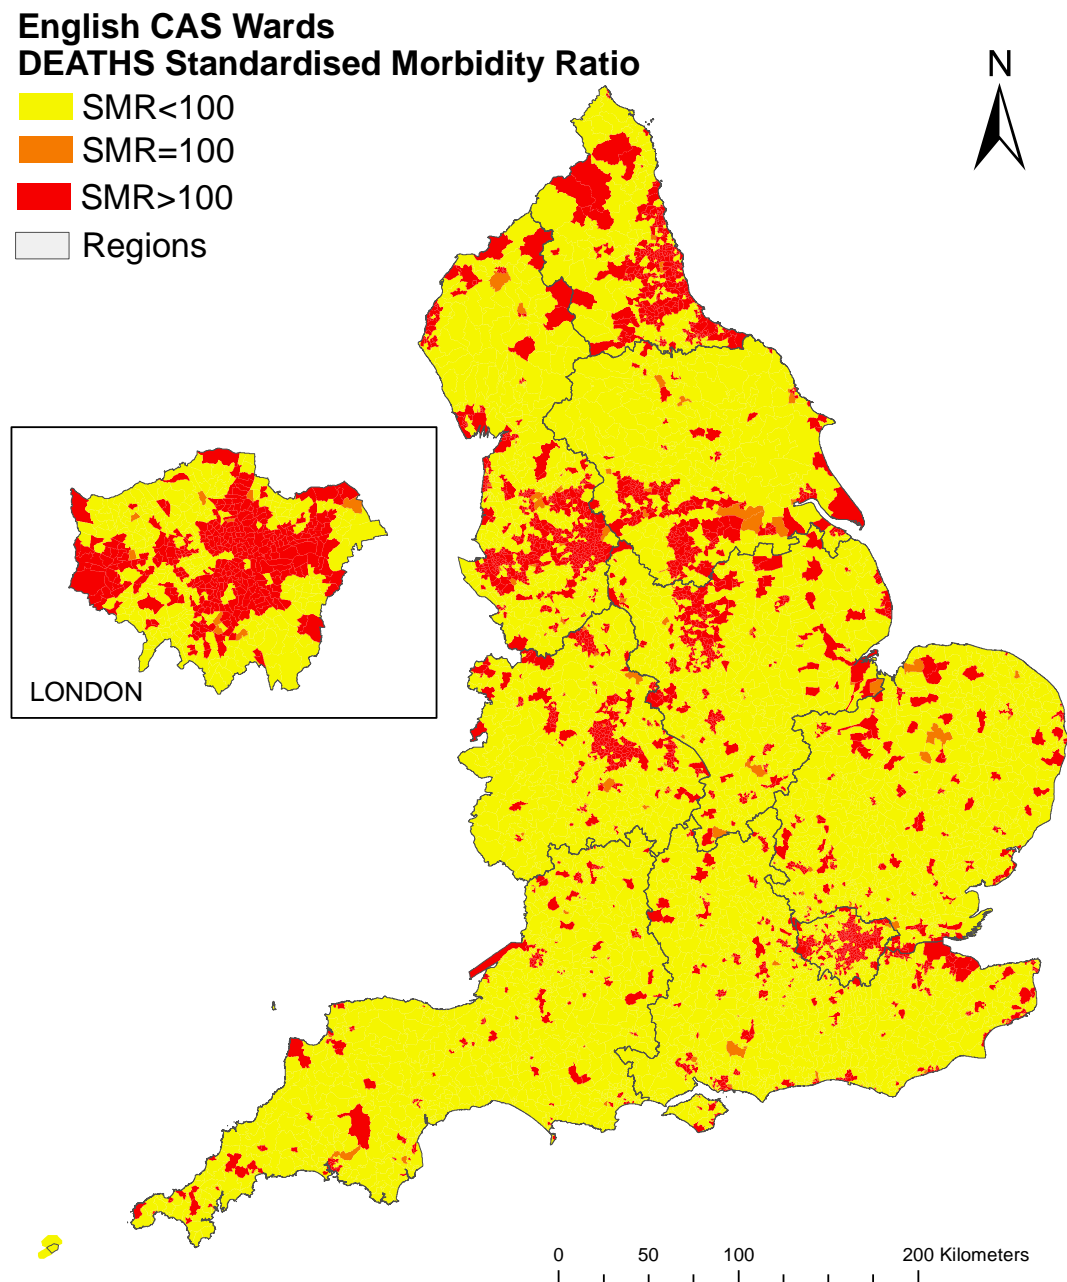 English CAS Wards
DEATHS Standardised Morbidity Ratio
SMR<100
SMR=100
SMR>100
Regions
N
LONDON
0 50 100 200 Kilometers